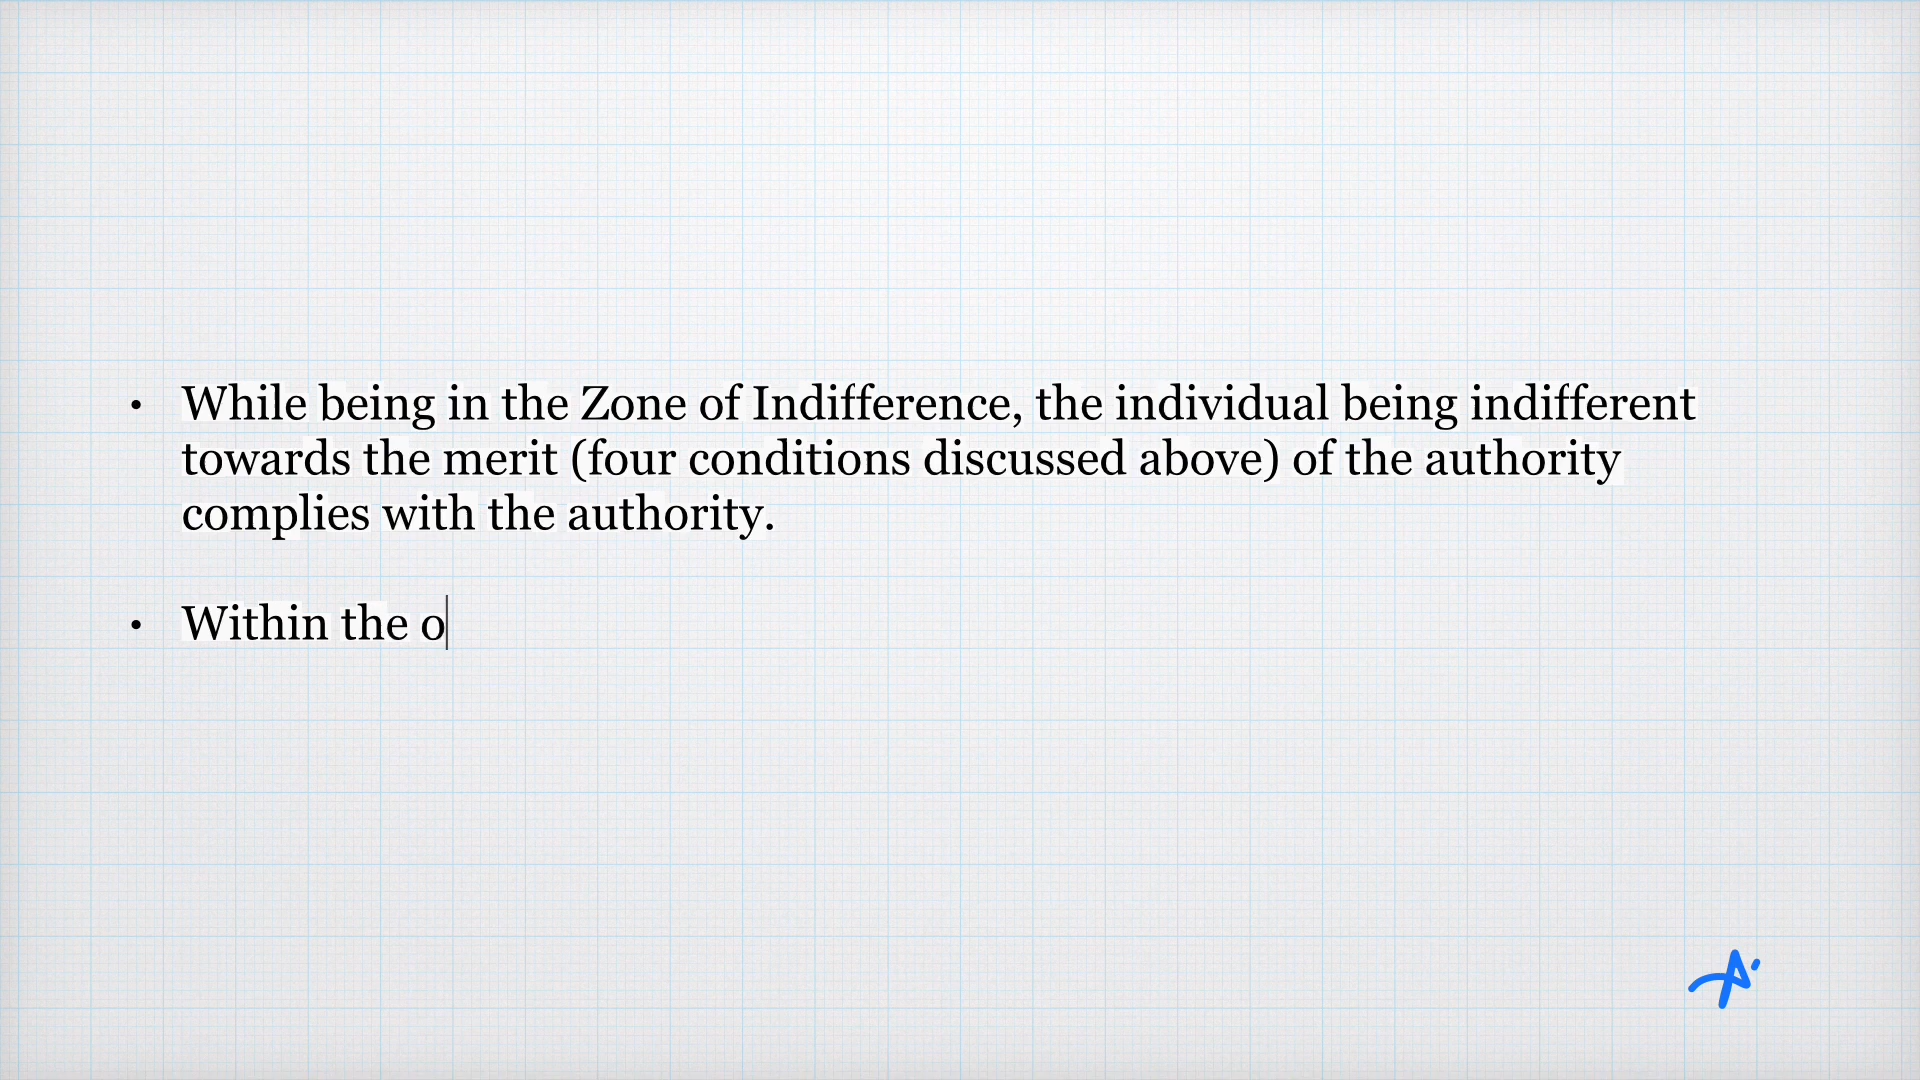 • While being in the Zone of Indifference, the individual being indifferent
towards the merit (four conditions discussed above) of the authority
complies with the authority.
• Within the o